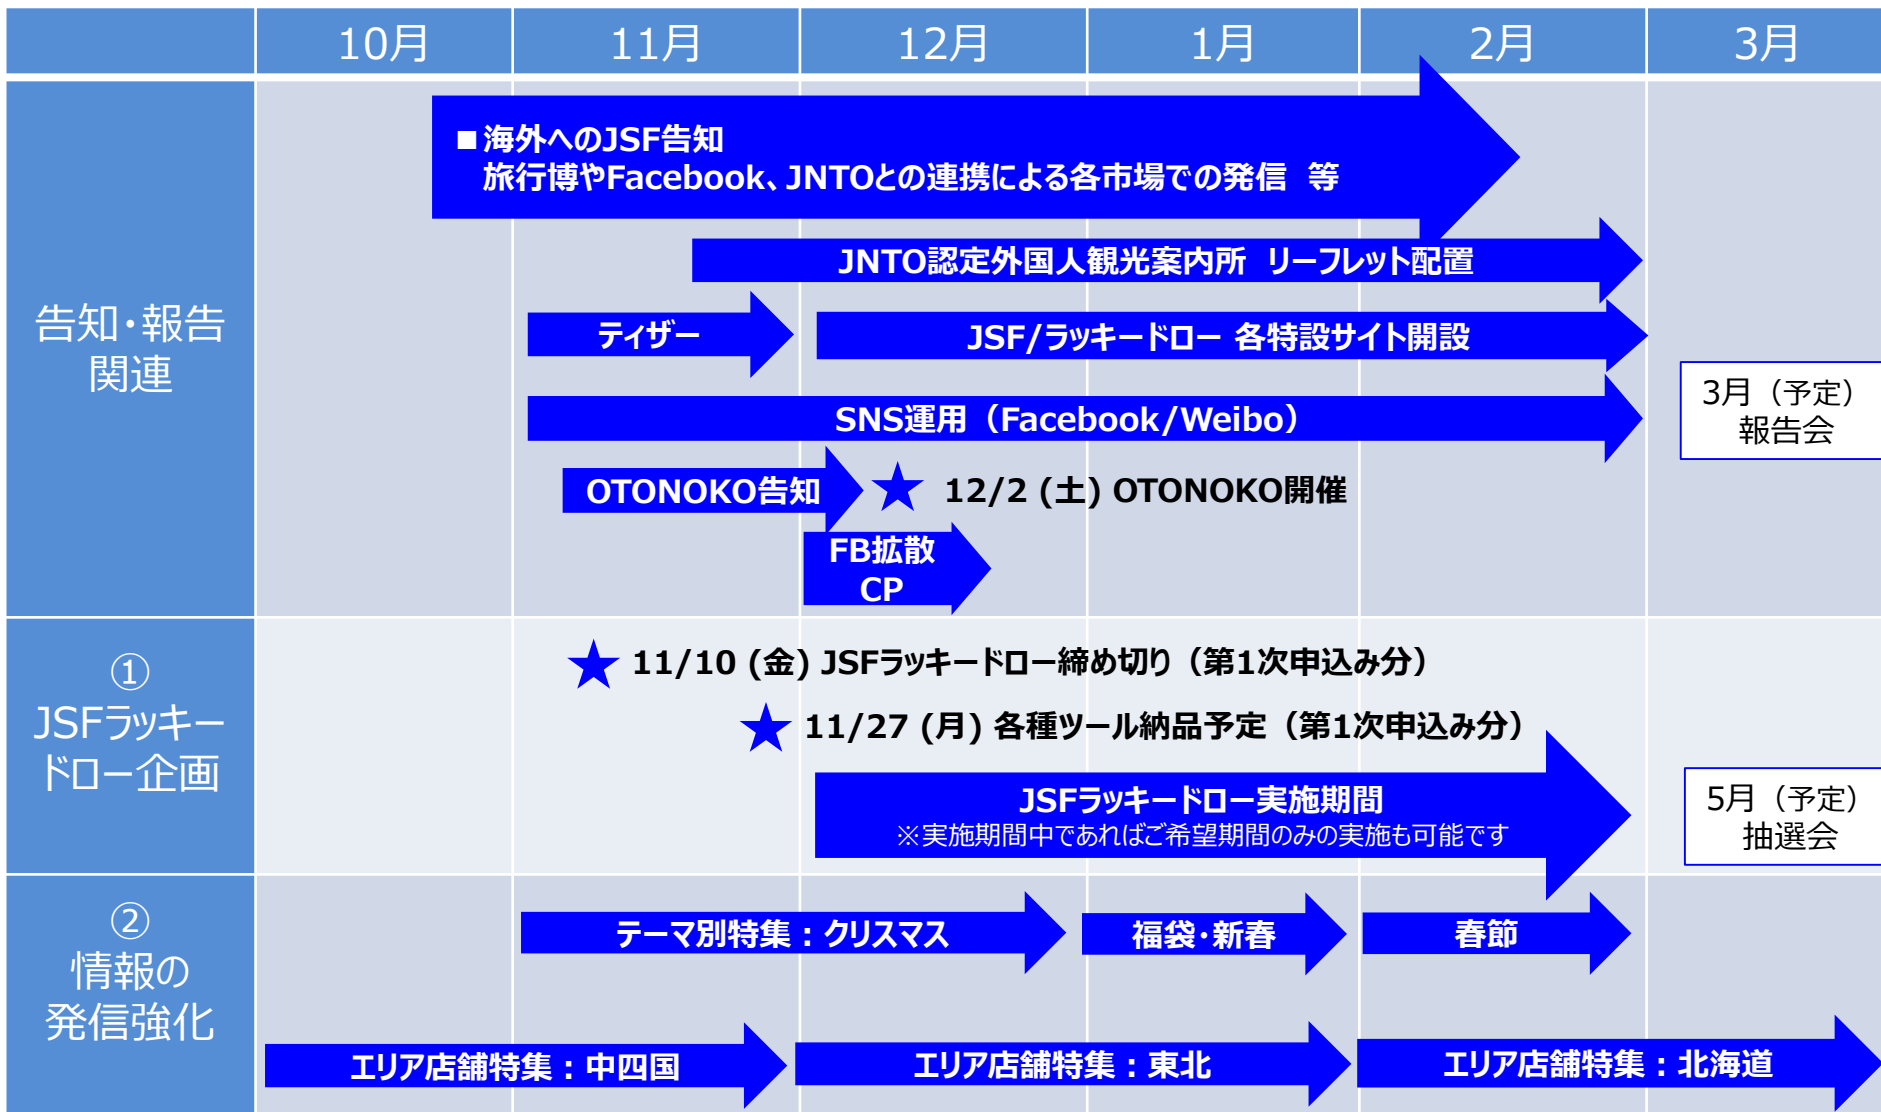 10月
11月
12月
1月
2月
3月
告知・報告
関連
■ 海外へのJSF告知
旅行博やFacebook、JNTOとの連携による各市場での発信 等
JNTO認定外国人観光案内所 リーフレット配置
ティザー
JSF/ラッキードロー 各特設サイト開設
SNS運用（Facebook/Weibo）
OTONOKO告知
12/2 (土) OTONOKO開催
FB拡散
CP
3月（予定）
報告会
①
JSFラッキー
ドロー企画
11/10 (金) JSFラッキードロー締め切り（第1次申込み分）
11/27 (月) 各種ツール納品予定（第1次申込み分）
JSFラッキードロー実施期間
※実施期間中であればご希望期間のみの実施も可能です
5月（予定）
抽選会
②
情報の
発信強化
テーマ別特集：クリスマス
福袋・新春
春節
エリア店舗特集：中四国
エリア店舗特集：東北
エリア店舗特集：北海道